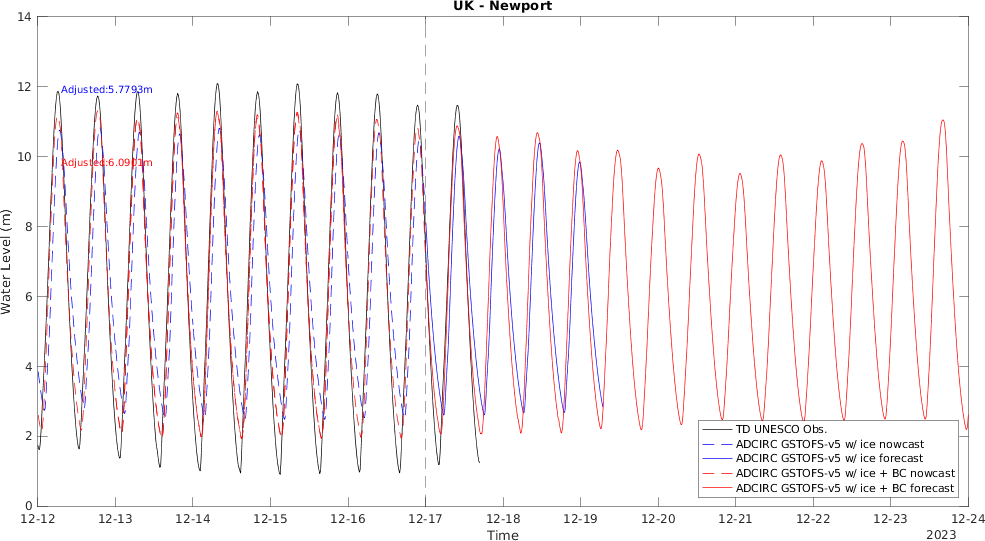 UK - Newport
14
12
10
8
6
4
2
0
Water Level (m)
Adjusted:5.7793m
Adjusted:6.0901m
TD UNESCO Obs.
ADCIRC GSTOFS-v5 w/ ice nowcast
ADCIRC GSTOFS-v5 w/ ice forecast
ADCIRC GSTOFS-v5 w/ ice + BC nowcast
ADCIRC GSTOFS-v5 w/ ice + BC forecast
12-12 12-13 12-14 12-15 12-16 12-17 12-18 12-19 12-20 12-21 12-22 12-23 12-24
Time
2023